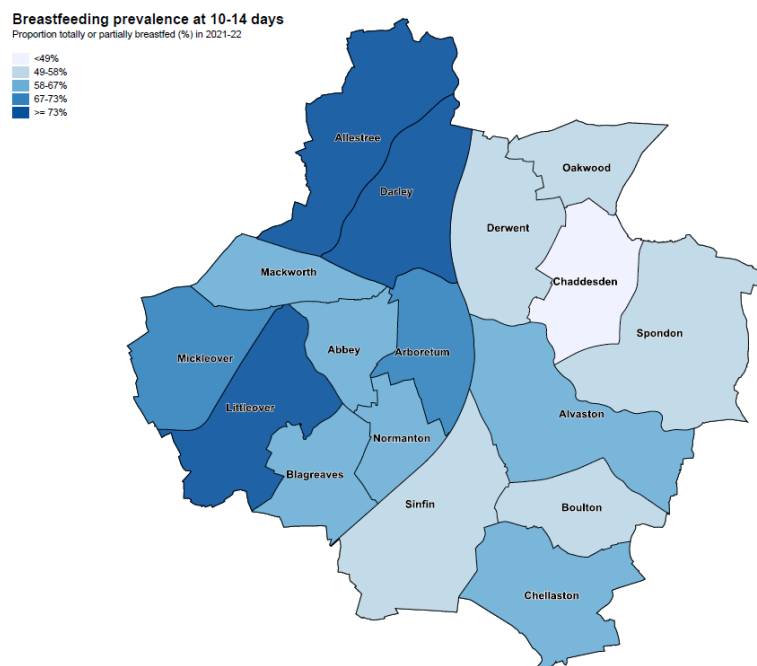 Breastfeeding prevalence at 10-14 days
Proportion totally or partially breastfed (%) in 2021-22
<49%
49-58%
58-67%
67-73%
>= 73%
Allestree
Oakwood
Darley
Derwent
Mackworth
Chaddesden
Spondon
Abbey
Arboretum
Mickleover
Littleover
Alvaston
Normanton
Blagreaves
Sinfin
Boulton
Chellaston